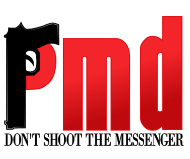 pmd
DON'T SHOOT THE MESSENGER